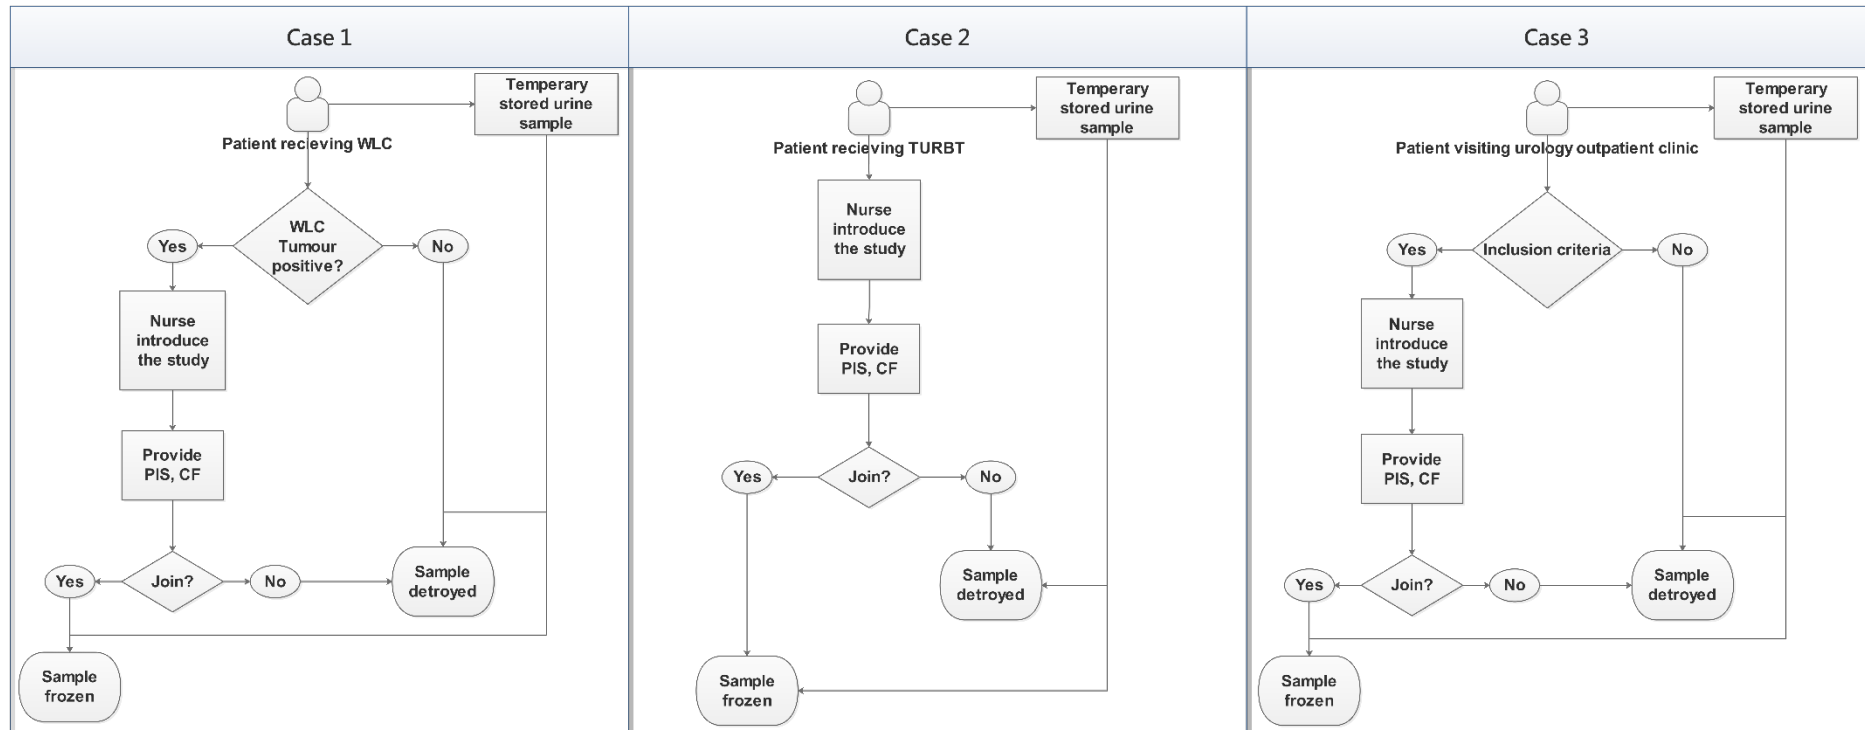 Case 1
Temperary
stored urine
sample
Patient recieving WLC
WLC
Tumour
positive?
Yes
No
Nurse
introduce
the study
Provide
PIS, CF
Join?
Yes
No
Sample
detroyed
Sample
frozen
Case 2
Temperary
stored urine
sample
Patient recieving TURBT
Nurse
introduce
the study
Provide
PIS, CF
Join?
Yes
No
Sample
detroyed
Sample
frozen
Case 3
Temperary
stored urine
sample
Patient visiting urology outpatient clinic
Inclusion criteria
Yes
No
Nurse
introduce
the study
Provide
PIS, CF
Join?
Yes
No
Sample
detroyed
Sample
frozen